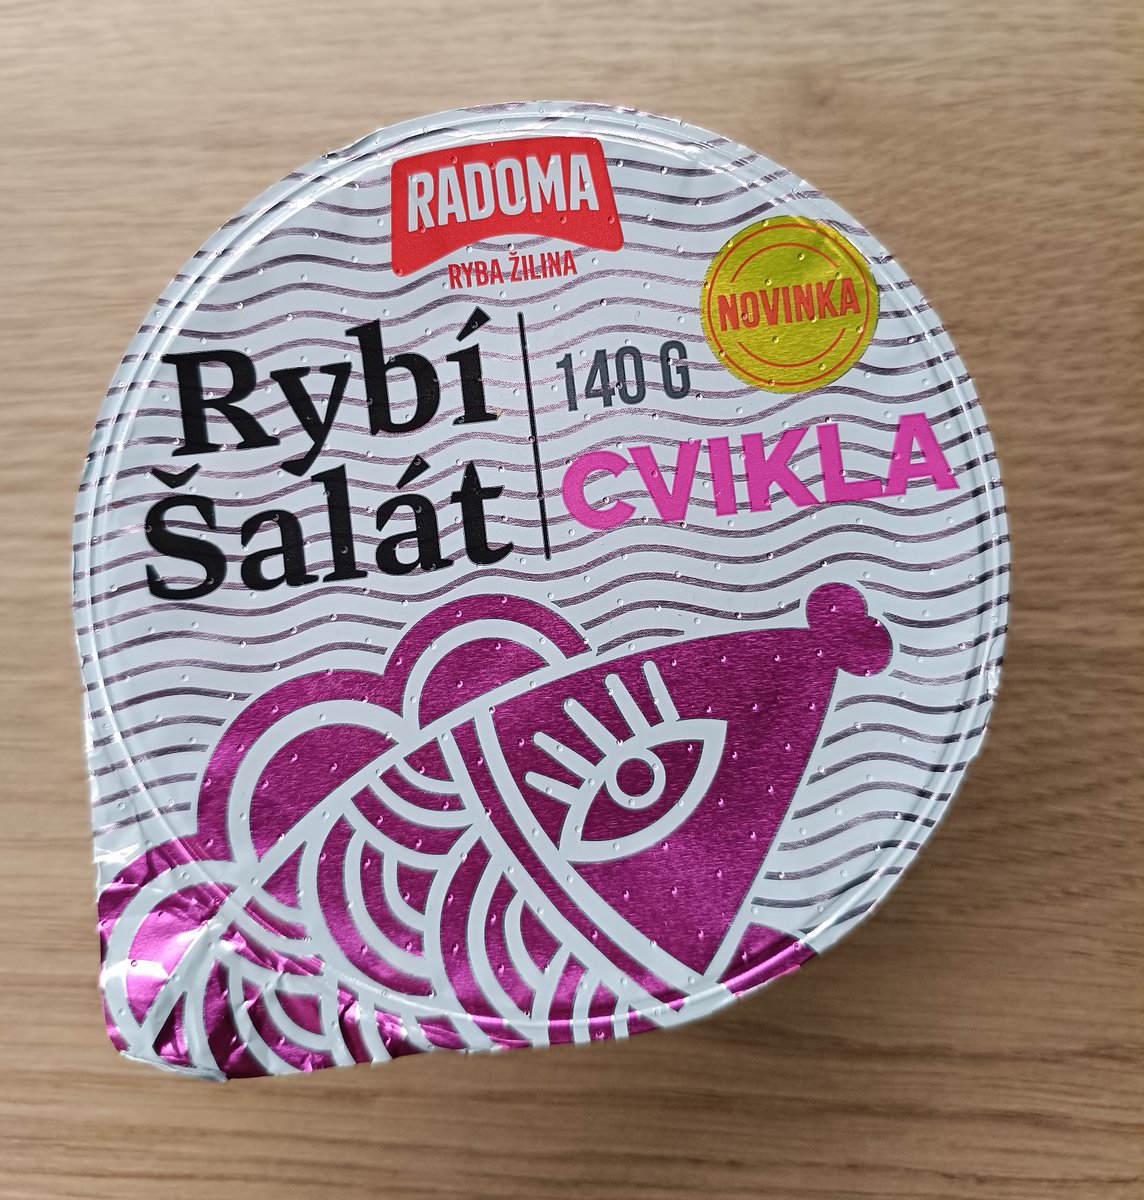 RADOMA
RYBA ŽILINA
NOVINKA
Rybí
Šalát
140 G
CVIKLA